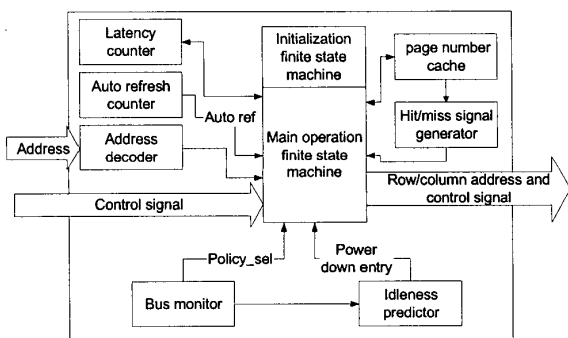 Latency
counter
Initialization
finite state
machine
page number
cache
Auto refresh
counter
Auto ref
Hit/miss signal
generator
Address
Address
decoder
Main operation
finite state
machine
Row/column address and
control signal
Control signal
Policy_sel
Power
down entry
Bus monitor
Idleness
predictor